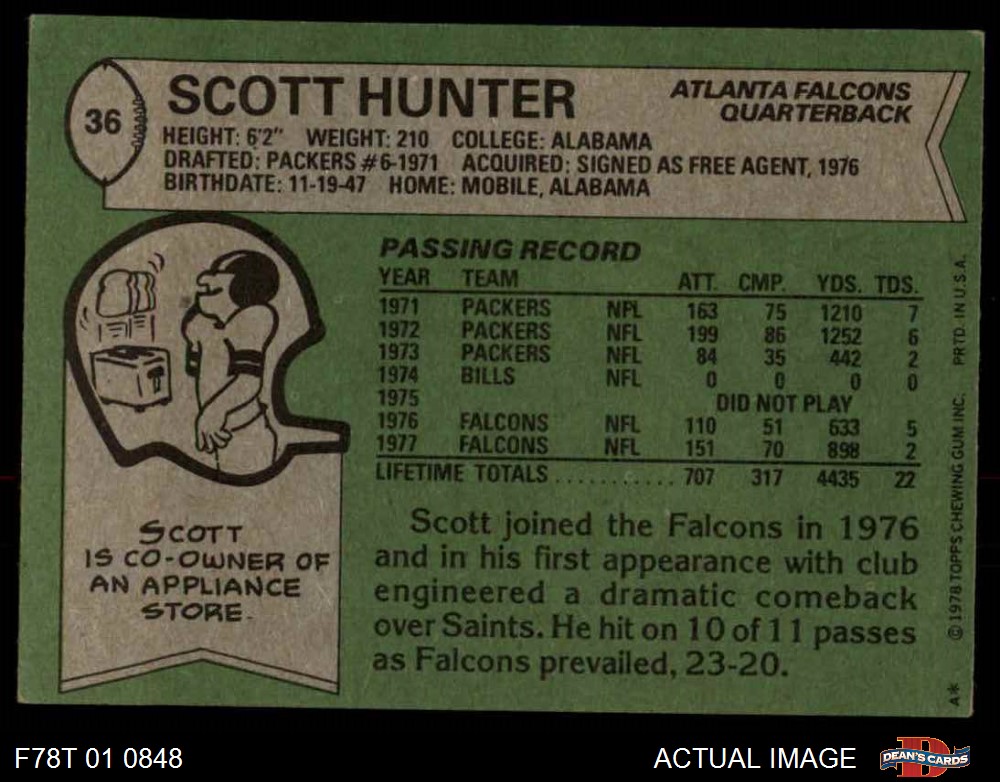 36
SCOTT HUNTER
ATLANTA FALCONS
QUARTERBACK
HEIGHT: 6'2" WEIGHT: 210 COLLEGE: ALABAMA
DRAFTED: PACKERS #6-1971 ACQUIRED: SIGNED AS FREE AGENT, 1976
BIRTHDATE: 11-19-47 HOME: MOBILE, ALABAMA
SCOTT
IS CO-OWNER OF
AN APPLIANCE
STORE.
PASSING RECORD
YEAR TEAM ATT. CMP. YDS. TDS.
1971 PACKERS NFL 163 75 1210 7
1972 PACKERS NFL 199 86 1252 6
1973 PACKERS NFL 84 35 442 2
1974 BILLS NFL 0 0 0 0
1975 DID NOT PLAY
1976 FALCONS NFL 110 51 633 5
1977 FALCONS NFL 151 70 898 2
LIFETIME TOTALS ............ 707 317 4435 22
Scott joined the Falcons in 1976
and in his first appearance with club
engineered a dramatic comeback
over Saints. He hit on 10 of 11 passes
as Falcons prevailed, 23-20.
A* © 1978 TOPPS CHEWING GUM INC. PRTD. IN U.S.A.
F78T 01 0848
ACTUAL IMAGE
DEAN'S CARDS